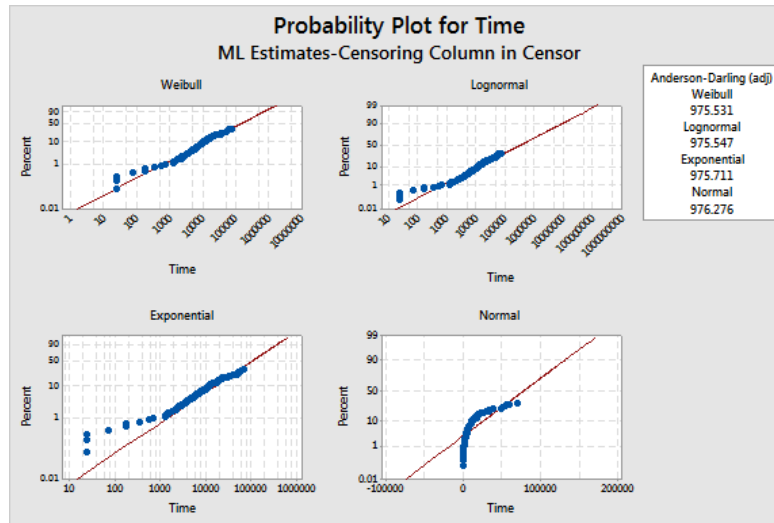 Probability Plot for Time
ML Estimates-Censoring Column in Censor
Weibull
90
50
10
1
0.01
Percent
1
10
100
1000
10000
100000
1000000
10000000
Time
Lognormal
99
90
50
10
1
0.01
Percent
10
100
1000
10000
100000
1000000
10000000
100000000
1000000000
Time
Anderson-Darling (adj)
Weibull
975.531
Lognormal
975.547
Exponential
975.711
Normal
976.276
Exponential
90
50
10
1
0.01
Percent
10 100 1000 10000 100000 1000000
Time
Normal
99
90
50
10
1
0.01
Percent
-100000 0 100000 200000
Time